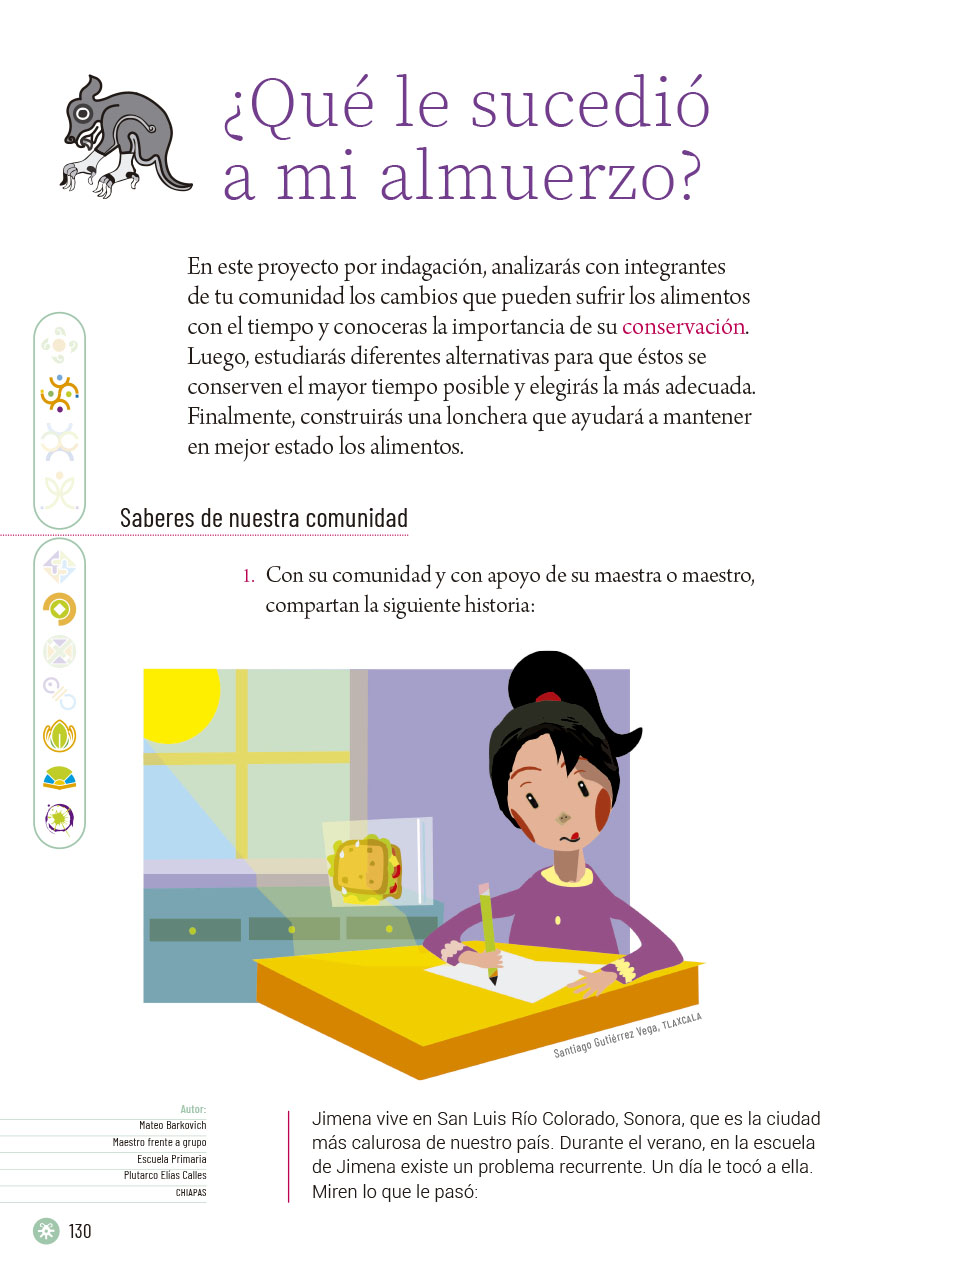 ¿Qué le sucedió
a mi almuerzo?
En este proyecto por indagación, analizarás con integrantes
de tu comunidad los cambios que pueden sufrir los alimentos
con el tiempo y conoceras la importancia de su conservación.
Luego, estudiarás diferentes alternativas para que éstos se
conserven el mayor tiempo posible y elegirás la más adecuada.
Finalmente, construirás una lonchera que ayudará a mantener
en mejor estado los alimentos.
Saberes de nuestra comunidad
1. Con su comunidad y con apoyo de su maestra o maestro,
compartan la siguiente historia:
Santiago Gutiérrez Vega, TLAXCALA
Autor:
Mateo Barkovich
Maestro frente a grupo
Escuela Primaria
Plutarco Elías Calles
CHIAPAS
Jimena vive en San Luis Río Colorado, Sonora, que es la ciudad
más calurosa de nuestro país. Durante el verano, en la escuela
de Jimena existe un problema recurrente. Un día le tocó a ella.
Miren lo que le pasó:
130